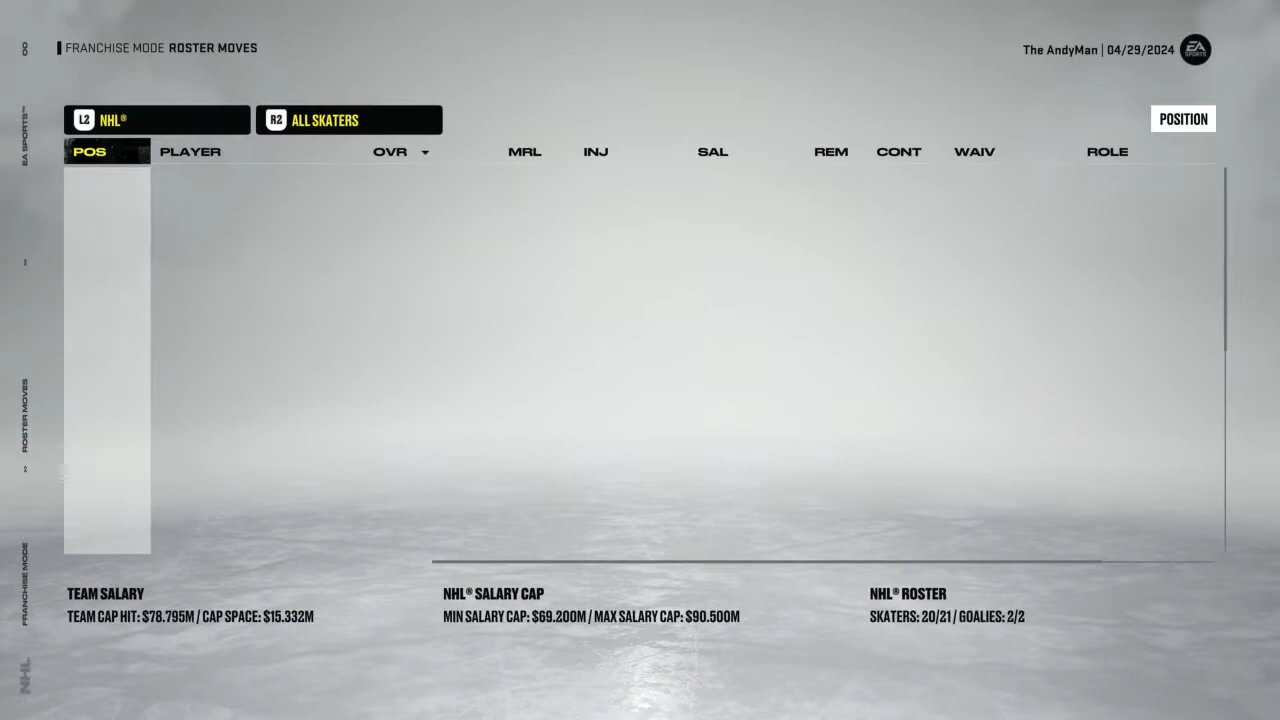 FRANCHISE MODE ROSTER MOVES
The AndyMan | 04/29/2024
EA SPORTS
L2 NHL® R2 ALL SKATERS
POSITION
POS PLAYER OVR MRL INJ SAL REM CONT WAIV ROLE
TEAM SALARY
TEAM CAP HIT: $78.795M / CAP SPACE: $15.332M
NHL® SALARY CAP
MIN SALARY CAP: $69.200M / MAX SALARY CAP: $90.500M
NHL® ROSTER
SKATERS: 20/21 / GOALIES: 2/2
EA SPORTS™
ROSTER MOVES
FRANCHISE MODE
NHL